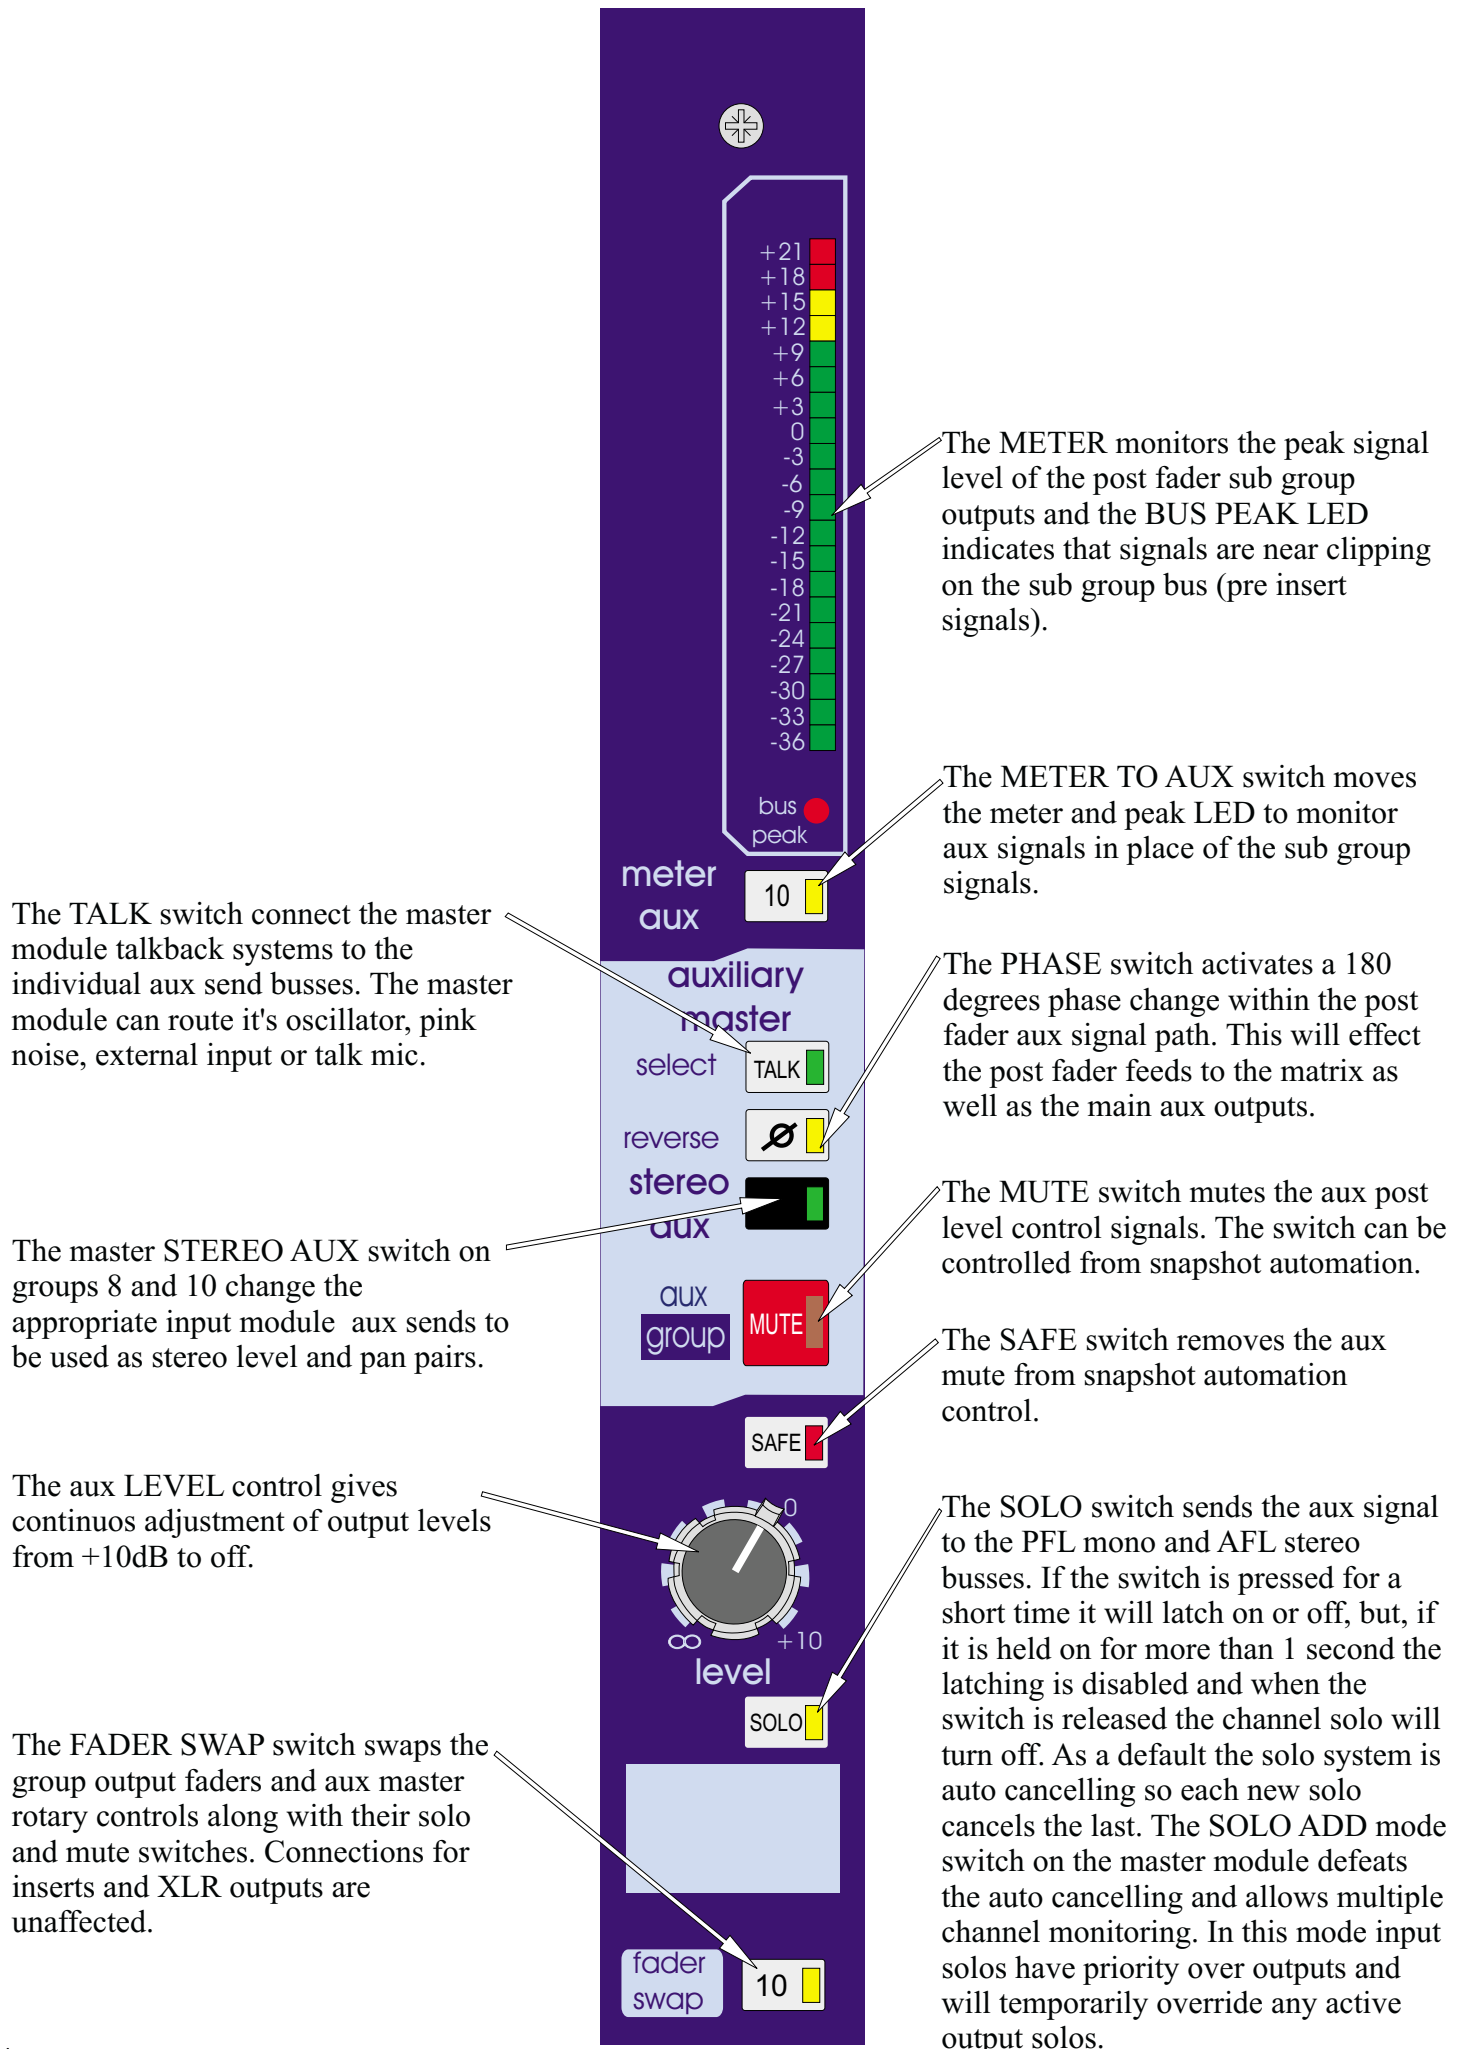 +21
+18
+15
+12
+9
+6
+3
0
-3
-6
-9
-12
-15
-18
-21
-24
-27
-30
-33
-36
bus
peak
meter
aux
10
auxiliary
master
select
TALK
reverse
Ø
stereo
aux
aux
group
MUTE
SAFE
0
∞
+10
level
SOLO
fader
swap
10
The TALK switch connect the master
module talkback systems to the
individual aux send busses. The master
module can route it's oscillator, pink
noise, external input or talk mic.
The master STEREO AUX switch on
groups 8 and 10 change the
appropriate input module aux sends to
be used as stereo level and pan pairs.
The aux LEVEL control gives
continuos adjustment of output levels
from +10dB to off.
The FADER SWAP switch swaps the
group output faders and aux master
rotary controls along with their solo
and mute switches. Connections for
inserts and XLR outputs are
unaffected.
The METER monitors the peak signal
level of the post fader sub group
outputs and the BUS PEAK LED
indicates that signals are near clipping
on the sub group bus (pre insert
signals).
The METER TO AUX switch moves
the meter and peak LED to monitor
aux signals in place of the sub group
signals.
The PHASE switch activates a 180
degrees phase change within the post
fader aux signal path. This will effect
the post fader feeds to the matrix as
well as the main aux outputs.
The MUTE switch mutes the aux post
level control signals. The switch can be
controlled from snapshot automation.
The SAFE switch removes the aux
mute from snapshot automation
control.
The SOLO switch sends the aux signal
to the PFL mono and AFL stereo
busses. If the switch is pressed for a
short time it will latch on or off, but, if
it is held on for more than 1 second the
latching is disabled and when the
switch is released the channel solo will
turn off. As a default the solo system is
auto cancelling so each new solo
cancels the last. The SOLO ADD mode
switch on the master module defeats
the auto cancelling and allows multiple
channel monitoring. In this mode input
solos have priority over outputs and
will temporarily override any active
output solos.